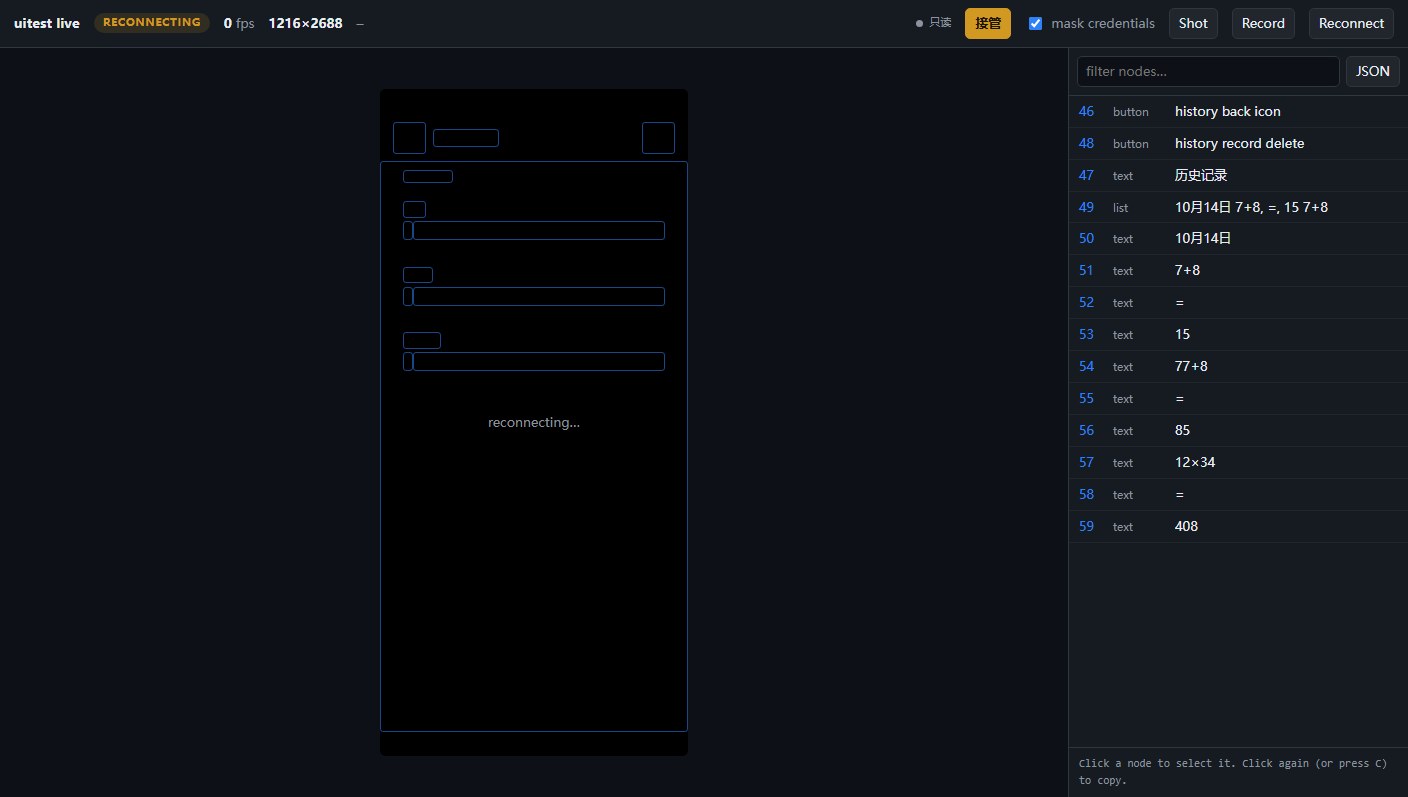 uitest live RECONNECTING 0 fps 1216×2688 – 只读 接管 mask credentials Shot Record Reconnect
filter nodes... JSON
46 button history back icon
48 button history record delete
47 text 历史记录
49 list 10月14日 7+8, =, 15 7+8
50 text 10月14日
51 text 7+8
52 text =
53 text 15
54 text 77+8
55 text =
56 text 85
57 text 12×34
58 text =
59 text 408
reconnecting...
Click a node to select it. Click again (or press C)
to copy.